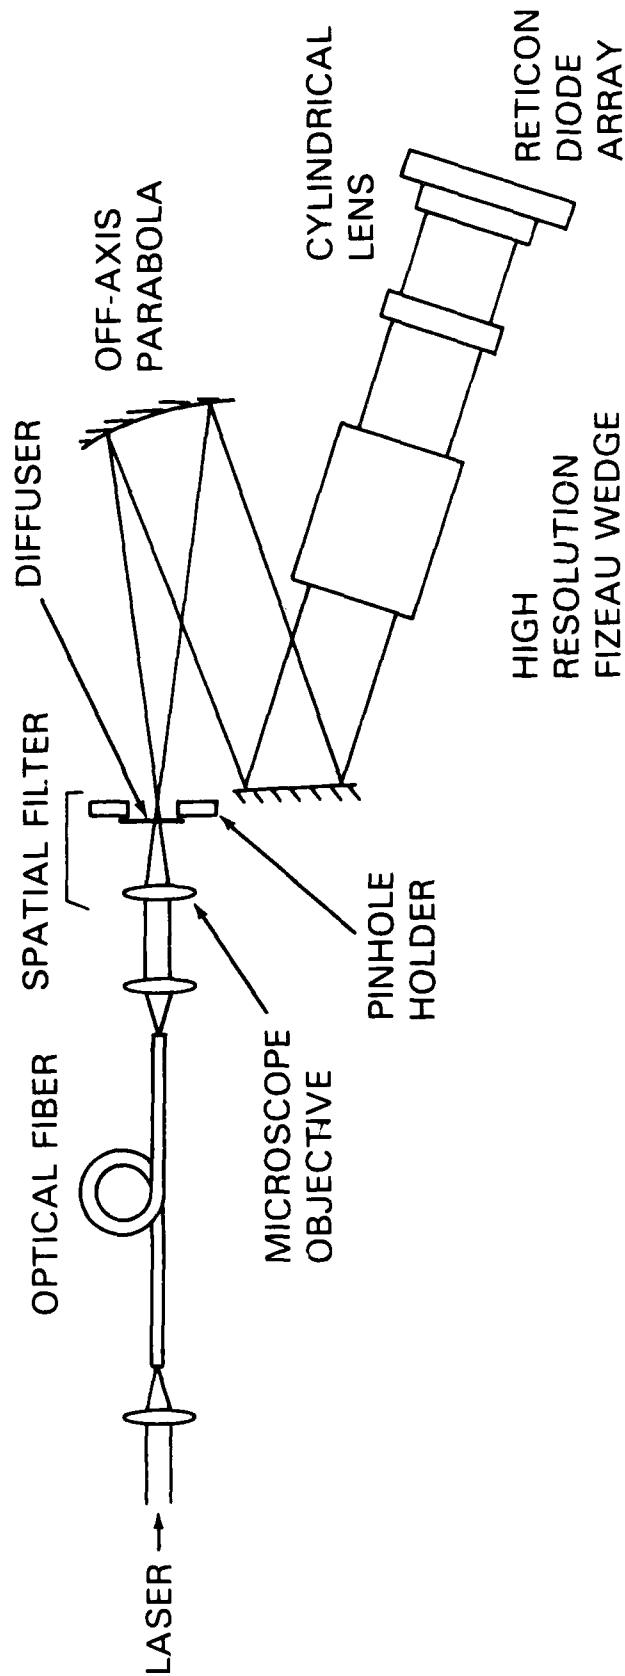 LASER
OPTICAL FIBER
SPATIAL FILTER
DIFFUSER
OFF-AXIS
PARABOLA
MICROSCOPE
OBJECTIVE
PINHOLE
HOLDER
CYLINDRICAL
LENS
HIGH
RESOLUTION
FIZEAU WEDGE
RETICON
DIODE
ARRAY